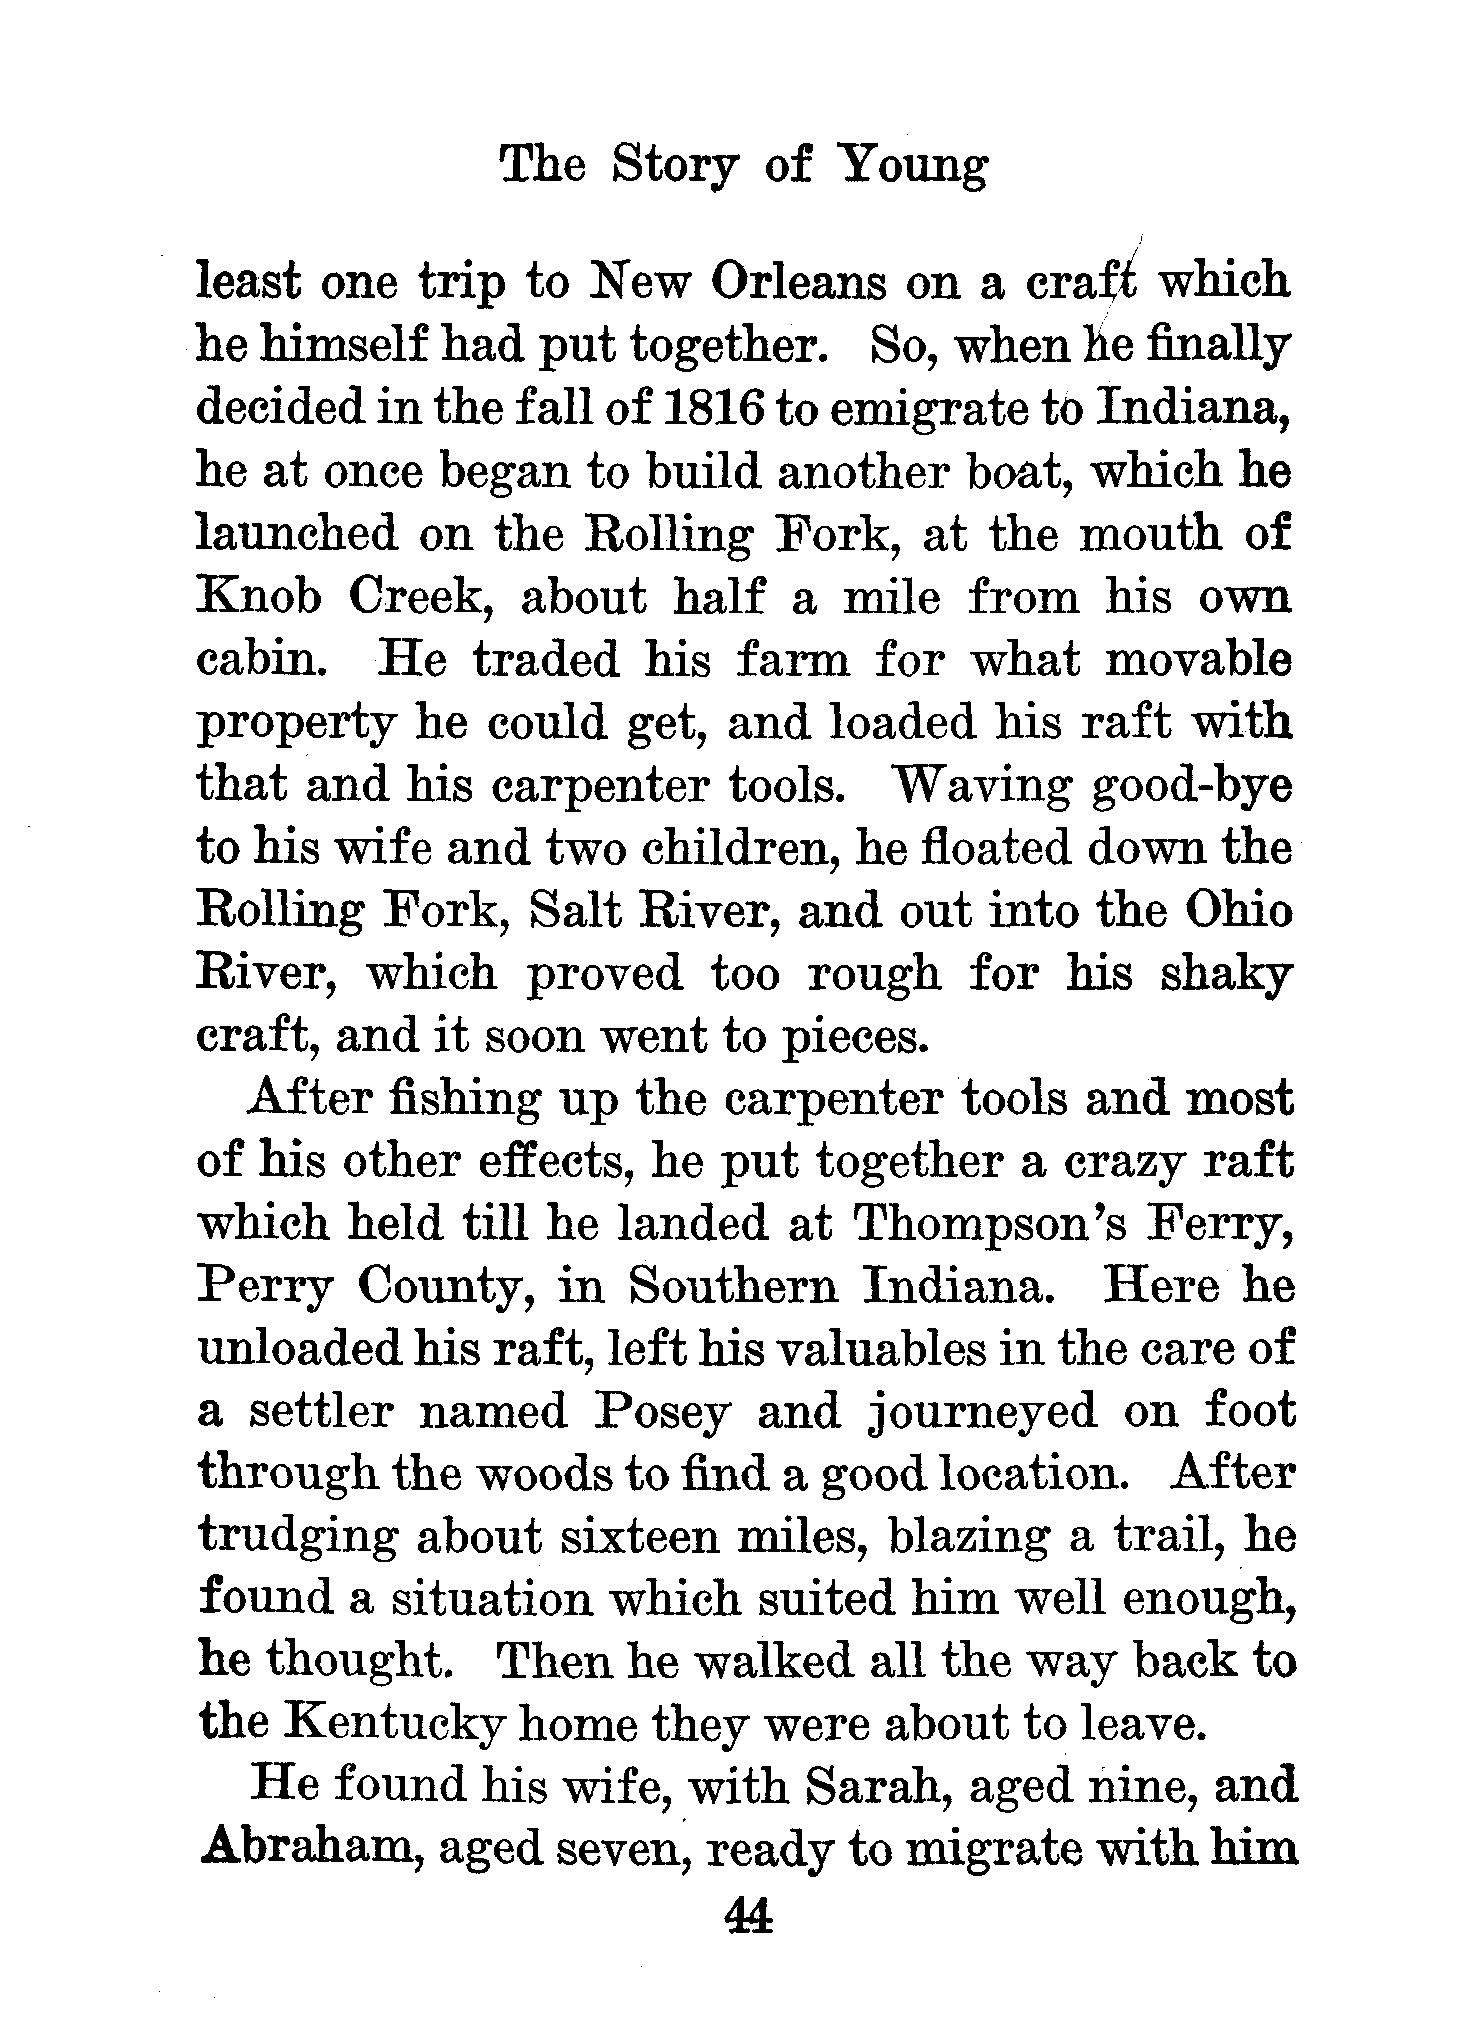 The Story of Young
least one trip to New Orleans on a craft which
he himself had put together. So, when he finally
decided in the fall of 1816 to emigrate to Indiana,
he at once began to build another boat, which he
launched on the Rolling Fork, at the mouth of
Knob Creek, about half a mile from his own
cabin. He traded his farm for what movable
property he could get, and loaded his raft with
that and his carpenter tools. Waving good-bye
to his wife and two children, he floated down the
Rolling Fork, Salt River, and out into the Ohio
River, which proved too rough for his shaky
craft, and it soon went to pieces.
After fishing up the carpenter tools and most
of his other effects, he put together a crazy raft
which held till he landed at Thompson's Ferry,
Perry County, in Southern Indiana. Here he
unloaded his raft, left his valuables in the care of
a settler named Posey and journeyed on foot
through the woods to find a good location. After
trudging about sixteen miles, blazing a trail, he
found a situation which suited him well enough,
he thought. Then he walked all the way back to
the Kentucky home they were about to leave.
He found his wife, with Sarah, aged nine, and
Abraham, aged seven, ready to migrate with him
44